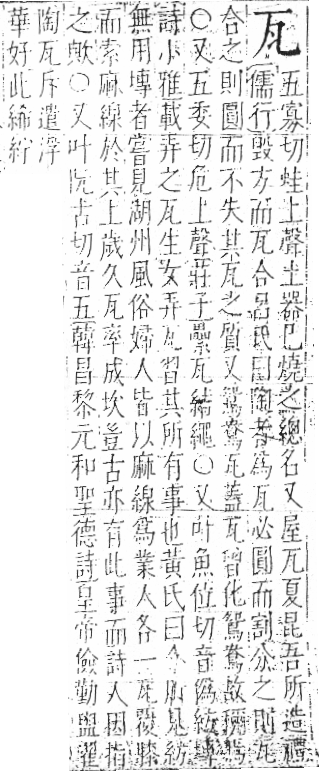 瓦
五寡切蛙上聲土器已燒之總名又屋瓦夏昆吾所造禮
儒行毀方而瓦合呂氏曰陶者爲瓦必圓而割分之則瓦
合之則圓而不失其瓦之質又鴛鴦瓦蓋瓦曾化鴛鴦故稱焉
○又五委切危上聲莊子纍瓦結繩○又叶魚位切音僞紡塼
詩小雅載弄之瓦生女弄瓦習其所有事也黃氏曰今所見紡
無用塼者嘗見湖州風俗婦人皆以麻線爲業人各一瓦覆膝
而索麻線於其上歲久瓦率成坎豈古亦有此事而詩人因指
之歟○又叶阮古切音五韓昌黎元和聖德詩皇帝儉勤盥濯
陶瓦斥遣浮
華好此綈紵